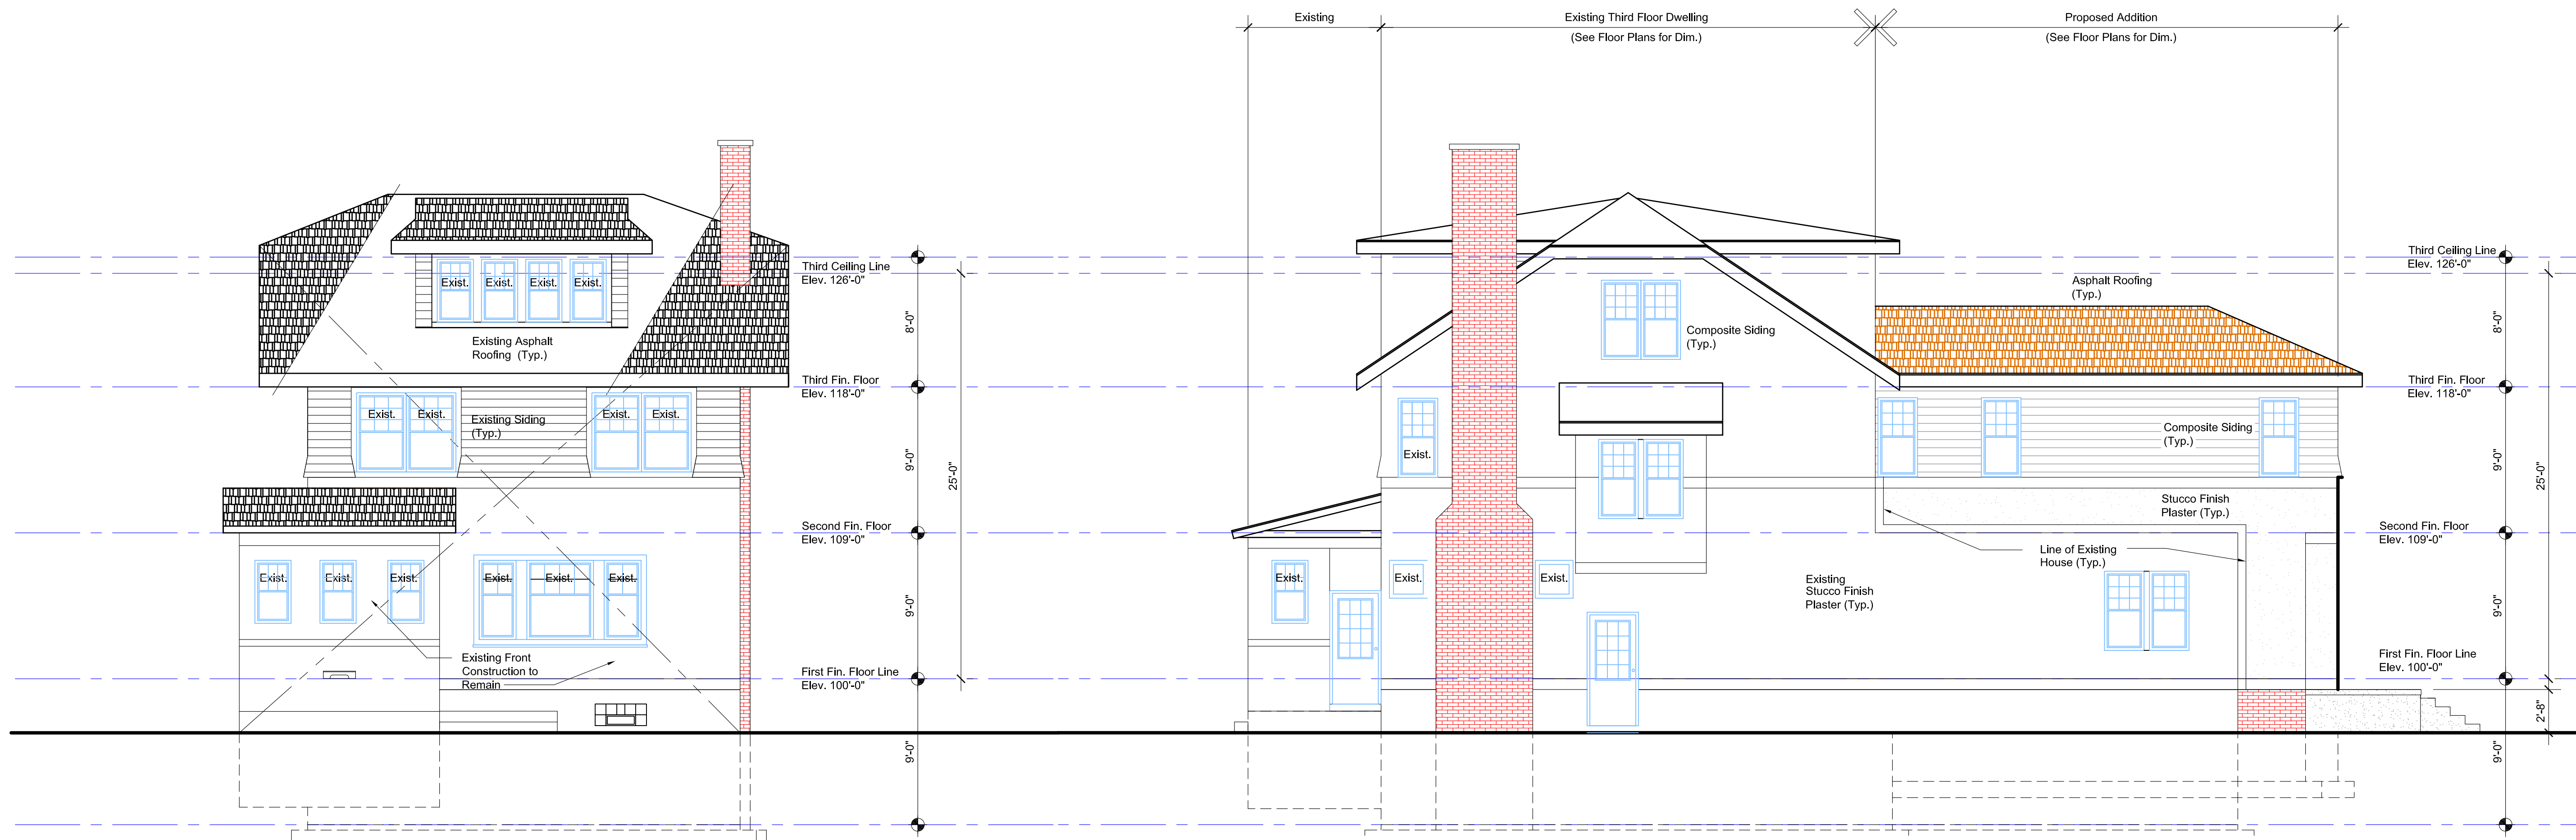 Existing
Existing Third Floor Dwelling
(See Floor Plans for Dim.)
Proposed Addition
(See Floor Plans for Dim.)
Exist.
Exist.
Exist.
Exist.
Existing Asphalt
Roofing (Typ.)
Exist.
Exist.
Existing Siding
(Typ.)
Exist.
Exist.
Exist.
Exist.
Exist.
Exist.
Exist.
Exist.
Existing Front
Construction to
Remain
Third Ceiling Line
Elev. 126'-0"
8'-0"
Third Fin. Floor
Elev. 118'-0"
9'-0"
25'-0"
Second Fin. Floor
Elev. 109'-0"
9'-0"
First Fin. Floor Line
Elev. 100'-0"
9'-0"
Composite Siding
(Typ.)
Exist.
Exist.
Exist.
Exist.
Existing
Stucco Finish
Plaster (Typ.)
Asphalt Roofing
(Typ.)
Composite Siding
(Typ.)
Stucco Finish
Plaster (Typ.)
Line of Existing
House (Typ.)
Third Ceiling Line
Elev. 126'-0"
8'-0"
Third Fin. Floor
Elev. 118'-0"
9'-0"
25'-0"
Second Fin. Floor
Elev. 109'-0"
9'-0"
First Fin. Floor Line
Elev. 100'-0"
2'-8"
9'-0"